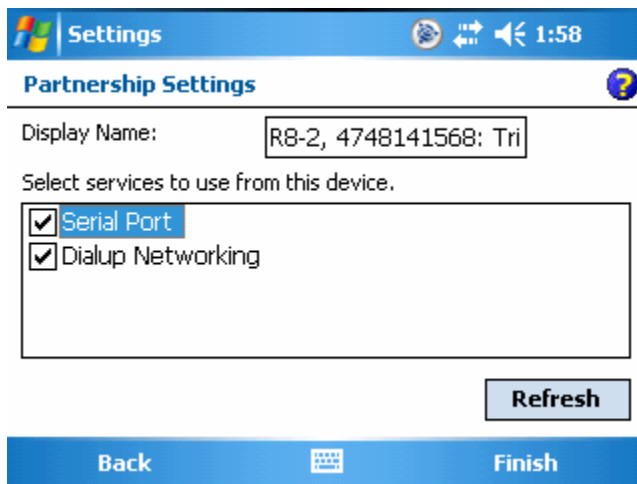 Settings 1:58
Partnership Settings ?
Display Name: R8-2, 4748141568: Tri
Select services to use from this device.
Serial Port
Dialup Networking
Refresh
Back Finish